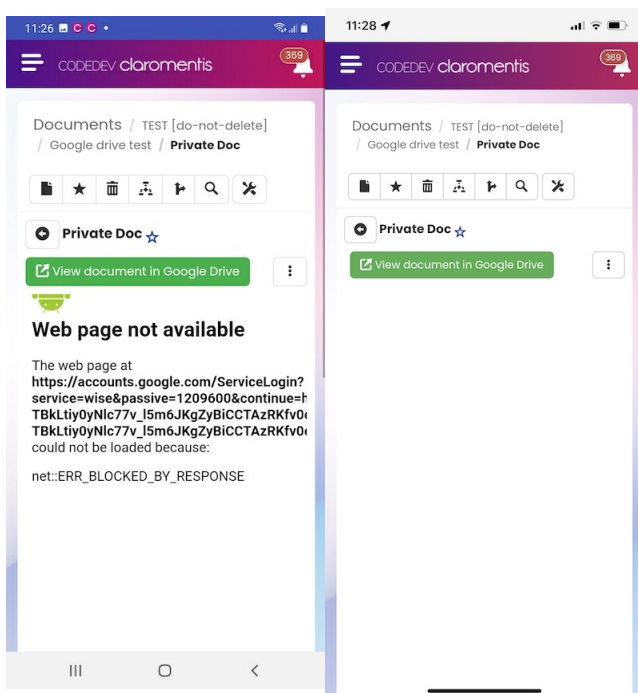 11:26 C C
CODEDEV claromentis 369
Documents / TEST [do-not-delete]
/ Google drive test / Private Doc
Private Doc
View document in Google Drive
Web page not available
The web page at
https://accounts.google.com/ServiceLogin?
service=wise&passive=1209600&continue=h
TBkLtiy0yNlc77v_l5m6JKgZyBiCCTAzRKfv0
TBkLtiy0yNlc77v_l5m6JKgZyBiCCTAzRKfv0
could not be loaded because:
net::ERR_BLOCKED_BY_RESPONSE
11:28
CODEDEV claromentis 369
Documents / TEST [do-not-delete]
/ Google drive test / Private Doc
Private Doc
View document in Google Drive